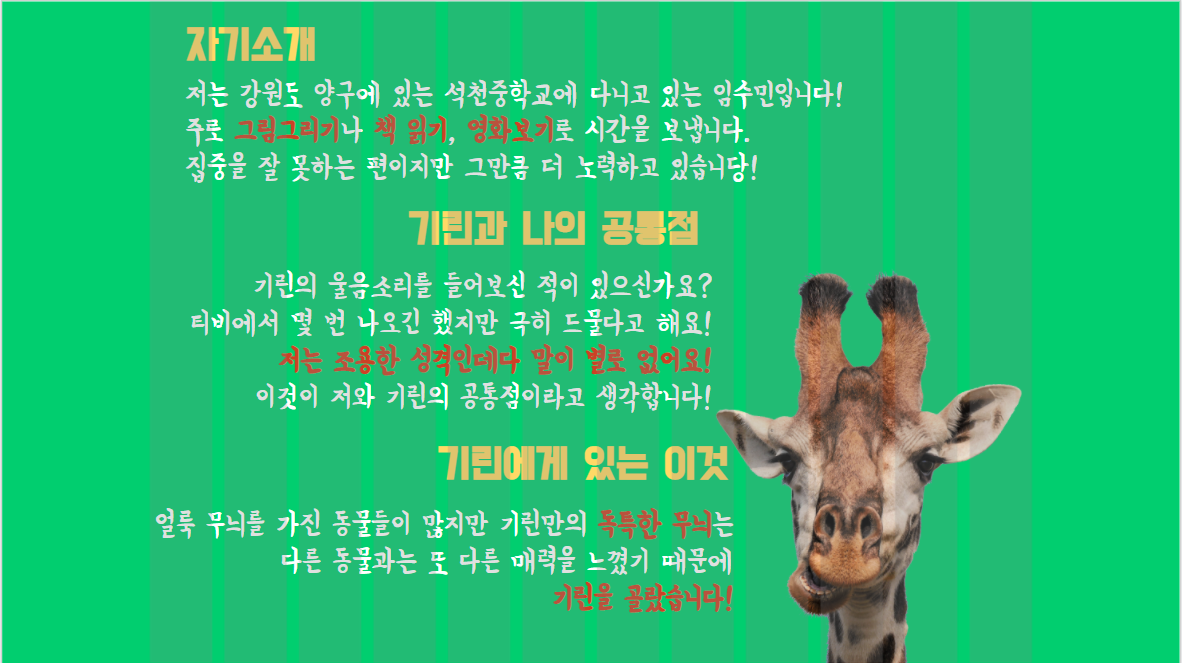 자기소개
저는 강원도 양구에 있는 석천중학교에 다니고 있는 임수민입니다!
주로 그림그리기나 책 읽기, 영화보기로 시간을 보냅니다.
집중을 잘 못하는 편이지만 그만큼 더 노력하고 있습니당!
기린과 나의 공통점
기린의 울음소리를 들어보신 적이 있으신가요?
티비에서 몇 번 나오긴 했지만 극히 드물다고 해요!
저는 조용한 성격인데다 말이 별로 없어요!
이것이 저와 기린의 공통점이라고 생각합니다!
기린에게 있는 이것
얼룩 무늬를 가진 동물들이 많지만 기린만의 독특한 무늬는
다른 동물과는 또 다른 매력을 느꼈기 때문에
기린을 골랐습니다!